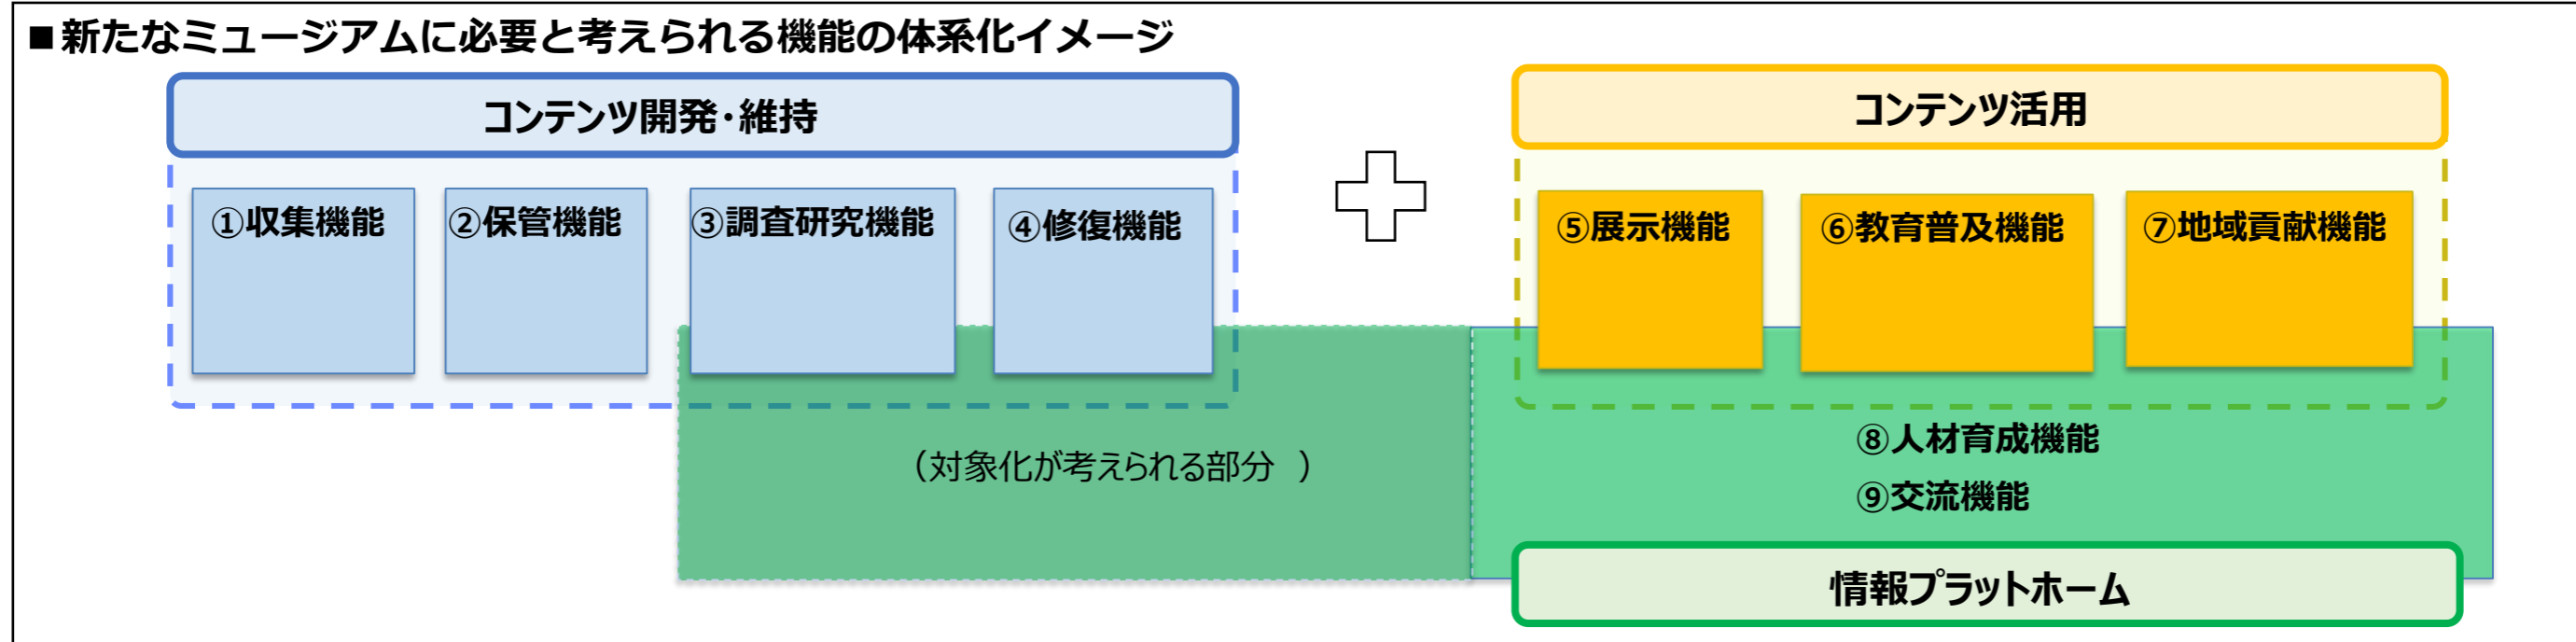 ■新たなミュージアムに必要と考えられる機能の体系化イメージ
コンテンツ開発・維持
コンテンツ活用
①収集機能
②保管機能
③調査研究機能
④修復機能
⑤展示機能
⑥教育普及機能
⑦地域貢献機能
（対象化が考えられる部分　）
⑧人材育成機能
⑨交流機能
情報プラットホーム